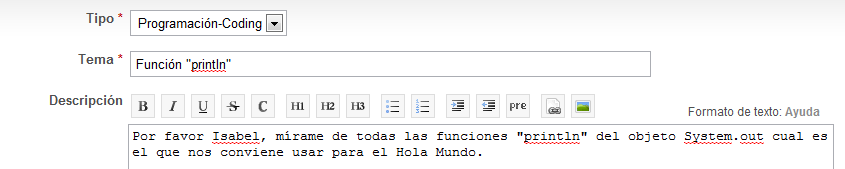 Tipo * Programación-Coding
Tema * Función "println"
Descripción B I U S C H1 H2 H3 pre Formato de texto: Ayuda
Por favor Isabel, mírame de todas las funciones "println" del objeto System.out cual es
el que nos conviene usar para el Hola Mundo.